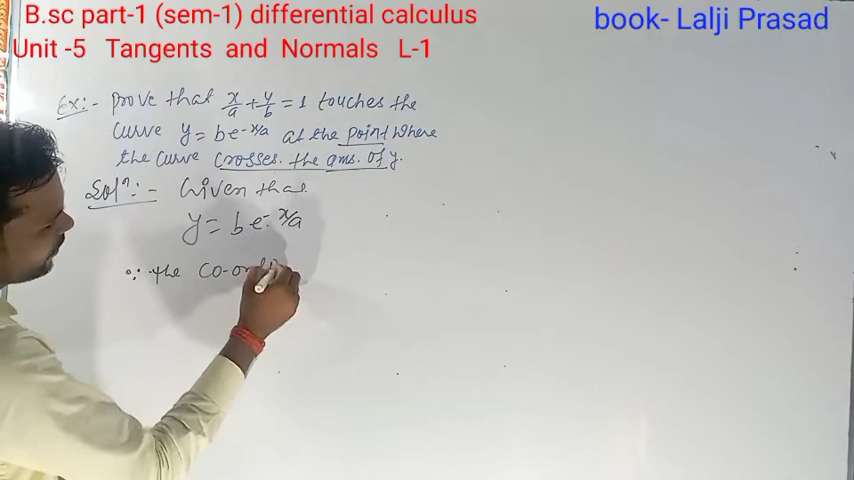 B.sc part-1 (sem-1) differential calculus
Unit -5 Tangents and Normals L-1
book- Lalji Prasad
Ex:- Prove that x/a + y/b = 1 touches the
curve y = be-x/a at the point where
the curve crosses the axis. of y.
Solⁿ:- Given that
y = be-x/a
∵ the co-ordi